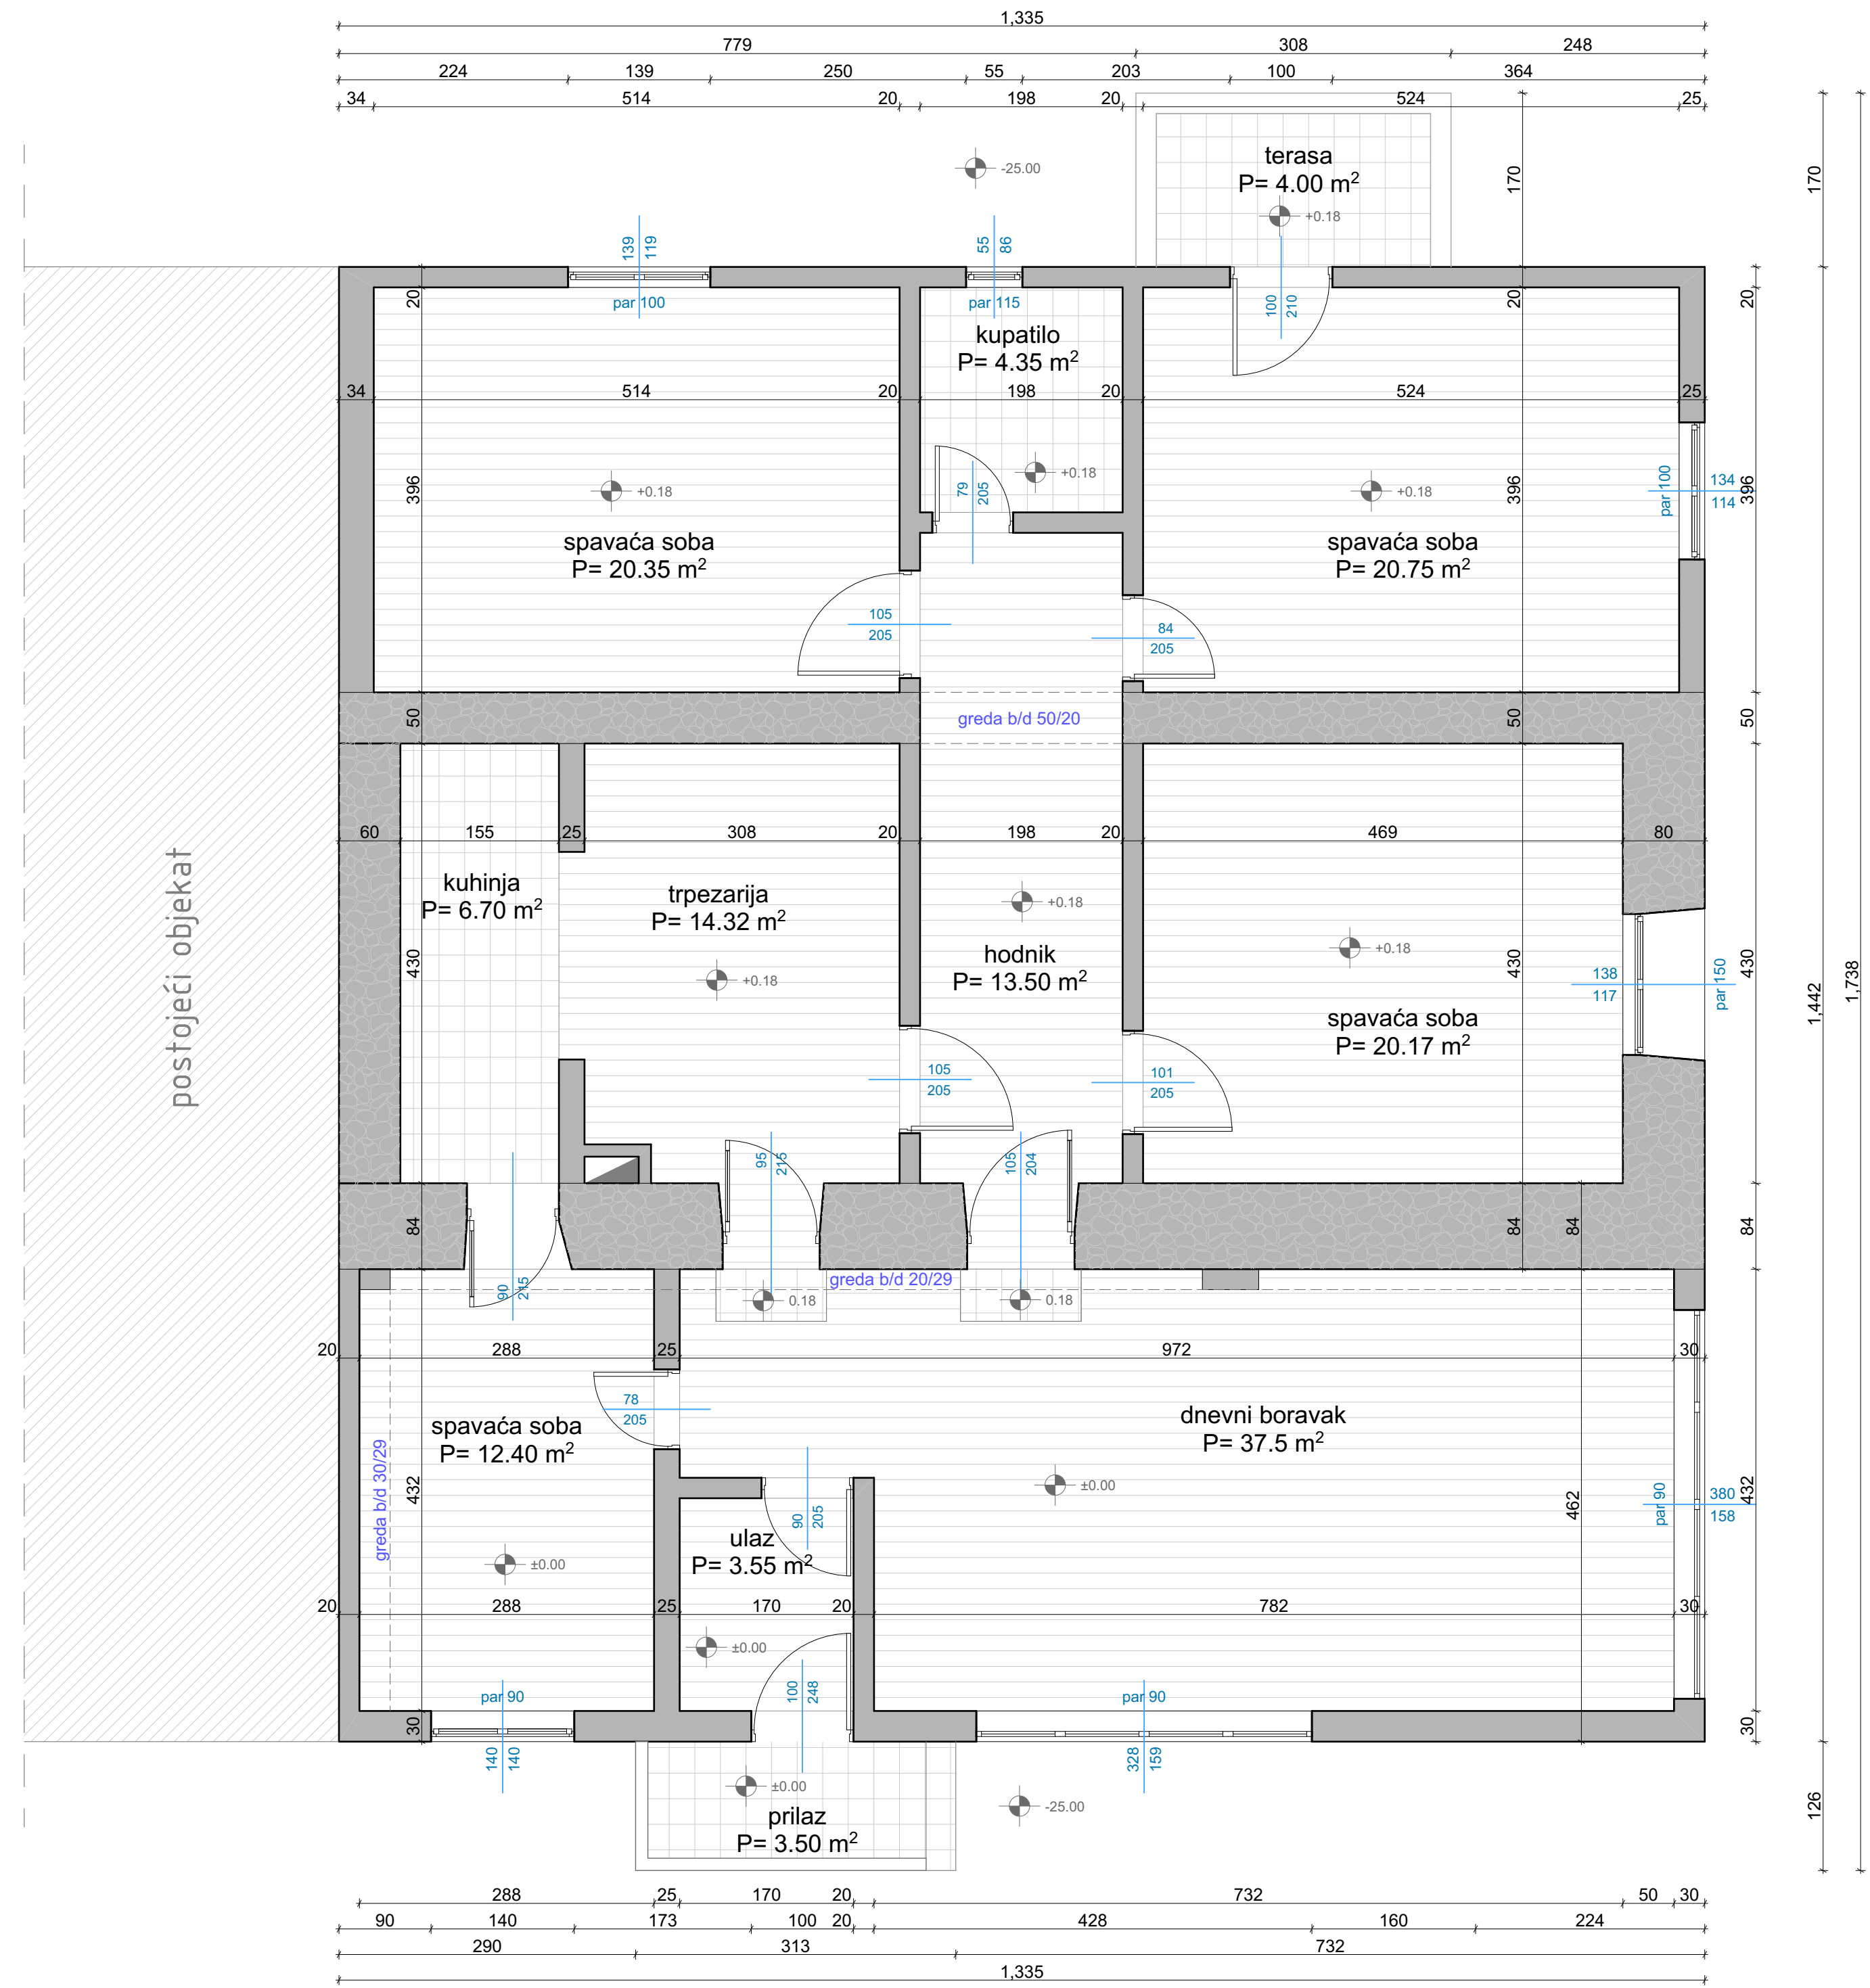 1,335
779 308 248
224 139 250 55 203 100 364
34 514 20 198 20 524 25
terasa
P= 4.00 m²
+0.18
-25.00
170
170
139
119
par 100
55
86
par 115
100
210
20
20
20
kupatilo
P= 4.35 m²
34 514 20 198 20 524 25
+0.18
79
205
396
+0.18
spavaća soba
P= 20.35 m²
+0.18
396
spavaća soba
P= 20.75 m²
par 100
134
114
396
105
205
84
205
50
greda b/d 50/20
50
50
60 155 25 308 20 198 20 469 80
kuhinja
P= 6.70 m²
trpezarija
P= 14.32 m²
+0.18
+0.18
hodnik
P= 13.50 m²
+0.18
spavaća soba
P= 20.17 m²
430
430
430
138
117
par 150
1,442
1,738
postojeći objekat
105
205
101
205
95
215
105
204
90
215
84
84
84
84
greda b/d 20/29
0.18
0.18
20 288 25 972 30
78
205
spavaća soba
P= 12.40 m²
greda b/d 30/29
432
±0.00
dnevni boravak
P= 37.5 m²
±0.00
462
par 90
380
158
432
90
205
ulaz
P= 3.55 m²
20 288 25 170 20 782 30
±0.00
100
248
par 90
140
140
par 90
328
159
30
30
±0.00
prilaz
P= 3.50 m²
-25.00
126
288 25 170 20 732 50 30
90 140 173 100 20 428 160 224
290 313 732
1,335